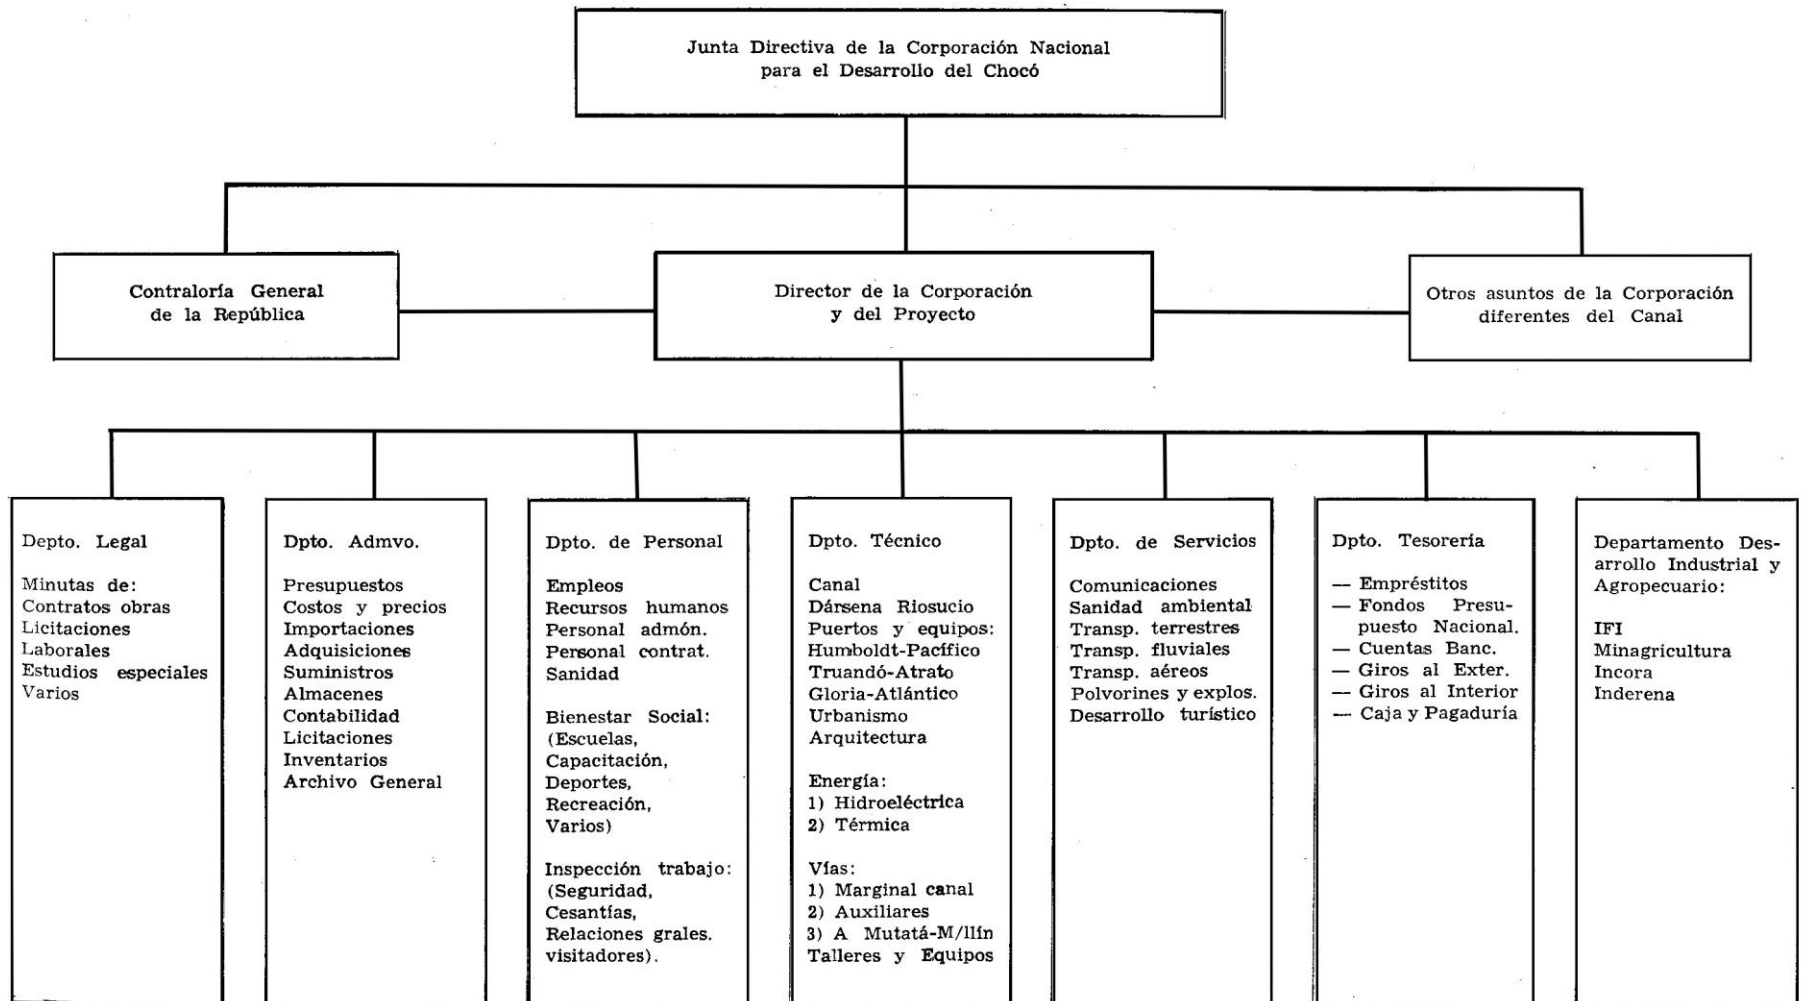 Junta Directiva de la Corporación Nacional
para el Desarrollo del Chocó
Contraloría General
de la República
Director de la Corporación
y del Proyecto
Otros asuntos de la Corporación
diferentes del Canal
Depto. Legal
Minutas de:
Contratos obras
Licitaciones
Laborales
Estudios especiales
Varios
Dpto. Admvo.
Presupuestos
Costos y precios
Importaciones
Adquisiciones
Suministros
Almacenes
Contabilidad
Licitaciones
Inventarios
Archivo General
Dpto. de Personal
Empleos
Recursos humanos
Personal admón.
Personal contrat.
Sanidad
Bienestar Social:
(Escuelas,
Capacitación,
Deportes,
Recreación,
Varios)
Inspección trabajo:
(Seguridad,
Cesantías,
Relaciones grales.
visitadores).
Dpto. Técnico
Canal
Dársena Riosucio
Puertos y equipos:
Humboldt-Pacífico
Truandó-Atrato
Gloria-Atlántico
Urbanismo
Arquitectura
Energía:
1) Hidroeléctrica
2) Térmica
Vías:
1) Marginal canal
2) Auxiliares
3) A Mutatá-M/llín
Talleres y Equipos
Dpto. de Servicios
Comunicaciones
Sanidad ambiental
Transp. terrestres
Transp. fluviales
Transp. aéreos
Polvorines y explos.
Desarrollo turístico
Dpto. Tesorería
— Empréstitos
— Fondos Presu-
puesto Nacional.
— Cuentas Banc.
— Giros al Exter.
— Giros al Interior
— Caja y Pagaduría
Departamento Des-
arrollo Industrial y
Agropecuario:
IFI
Minagricultura
Incora
Inderena